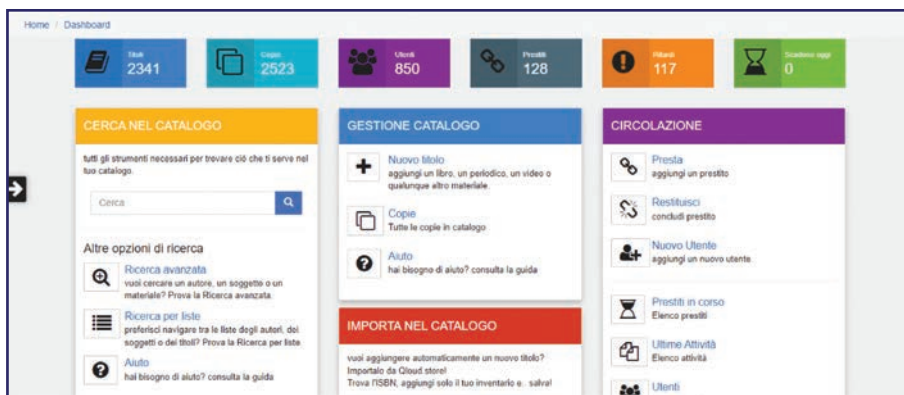 Home / Dashboard
Titoli
2341
Copie
2523
Utenti
850
Prestiti
128
Ritardi
117
Scadono oggi
0
CERCA NEL CATALOGO
tutti gli strumenti necessari per trovare ciò che ti serve nel
tuo catalogo.
Cerca
Altre opzioni di ricerca
Ricerca avanzata
vuoi cercare un autore, un soggetto o un
materiale? Prova la Ricerca avanzata.
Ricerca per liste
preferisci navigare tra le liste degli autori, dei
soggetti o dei titoli? Prova la Ricerca per liste
Aiuto
hai bisogno di aiuto? consulta la guida
GESTIONE CATALOGO
Nuovo titolo
aggiungi un libro, un periodico, un video o
qualunque altro materiale.
Copie
Tutte le copie in catalogo
Aiuto
hai bisogno di aiuto? consulta la guida
IMPORTA NEL CATALOGO
vuoi aggiungere automaticamente un nuovo titolo?
Importalo da Qloud store!
Trova l'ISBN, aggiungi solo il tuo inventario e.. salva!
CIRCOLAZIONE
Presta
aggiungi un prestito
Restituisci
concludi prestito
Nuovo Utente
aggiungi un nuovo utente
Prestiti in corso
Elenco prestiti
Ultime Attività
Elenco attività
Utenti